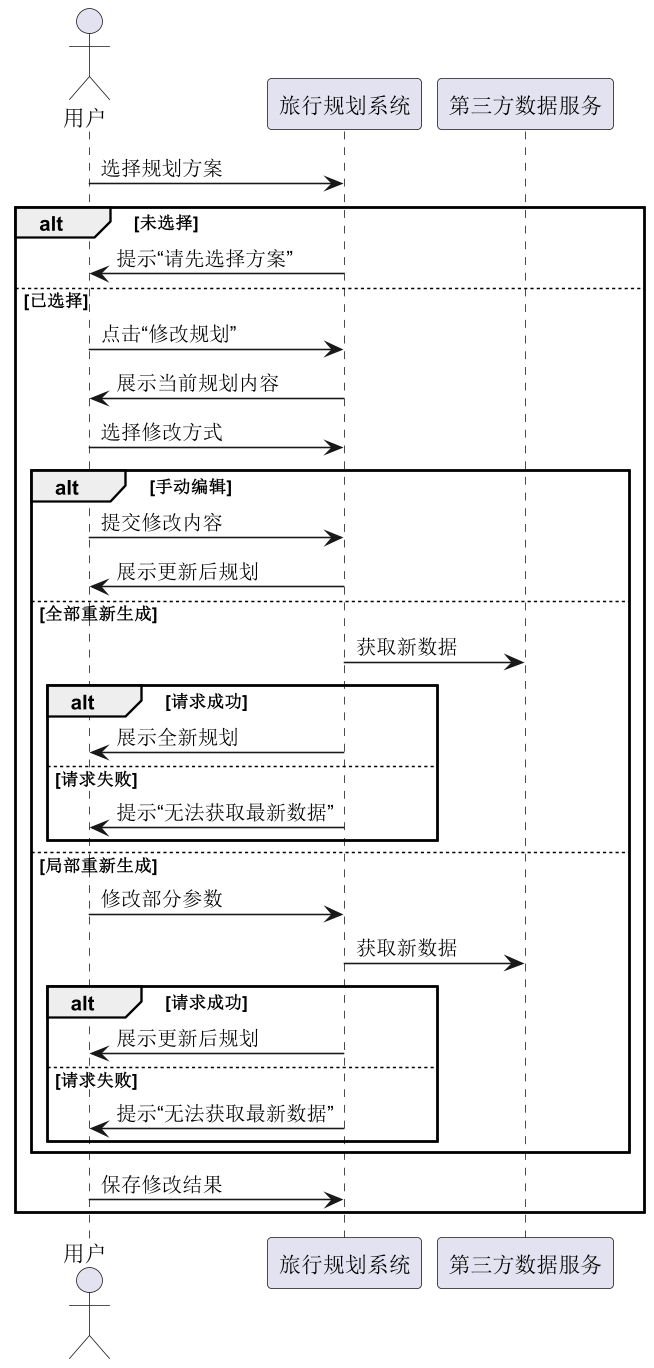 用户
旅行规划系统
第三方数据服务
选择规划方案
alt
[未选择]
提示“请先选择方案”
[已选择]
点击“修改规划”
展示当前规划内容
选择修改方式
alt
[手动编辑]
提交修改内容
展示更新后规划
[全部重新生成]
获取新数据
alt
[请求成功]
展示全新规划
[请求失败]
提示“无法获取最新数据”
[局部重新生成]
修改部分参数
获取新数据
alt
[请求成功]
展示更新后规划
[请求失败]
提示“无法获取最新数据”
保存修改结果
用户
旅行规划系统
第三方数据服务